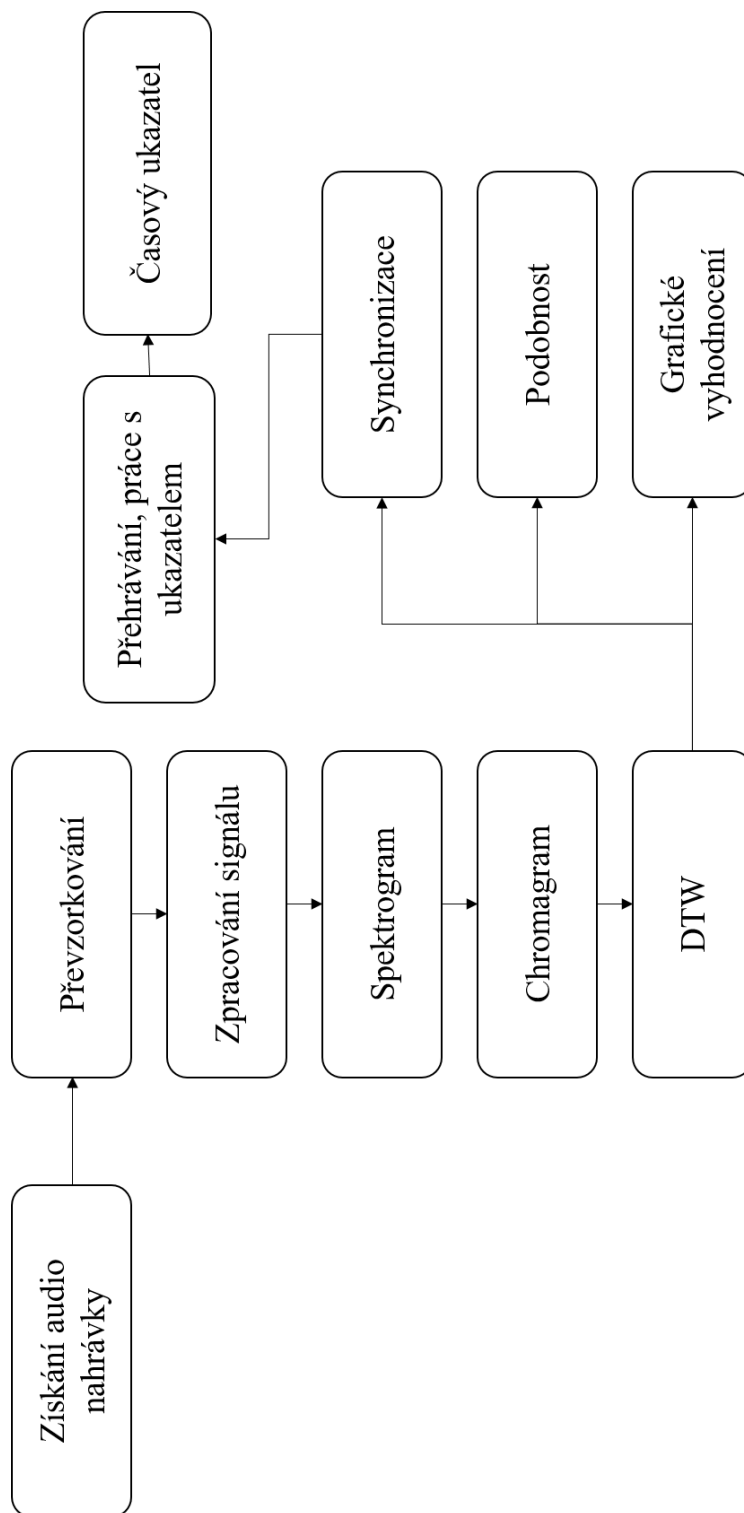 Získání audio
nahrávky
Převzorkování
Zpracování signálu
Spektrogram
Chromagram
DTW
Synchronizace
Podobnost
Grafické
vyhodnocení
Přehrávání, práce s
ukazatelem
Časový ukazatel